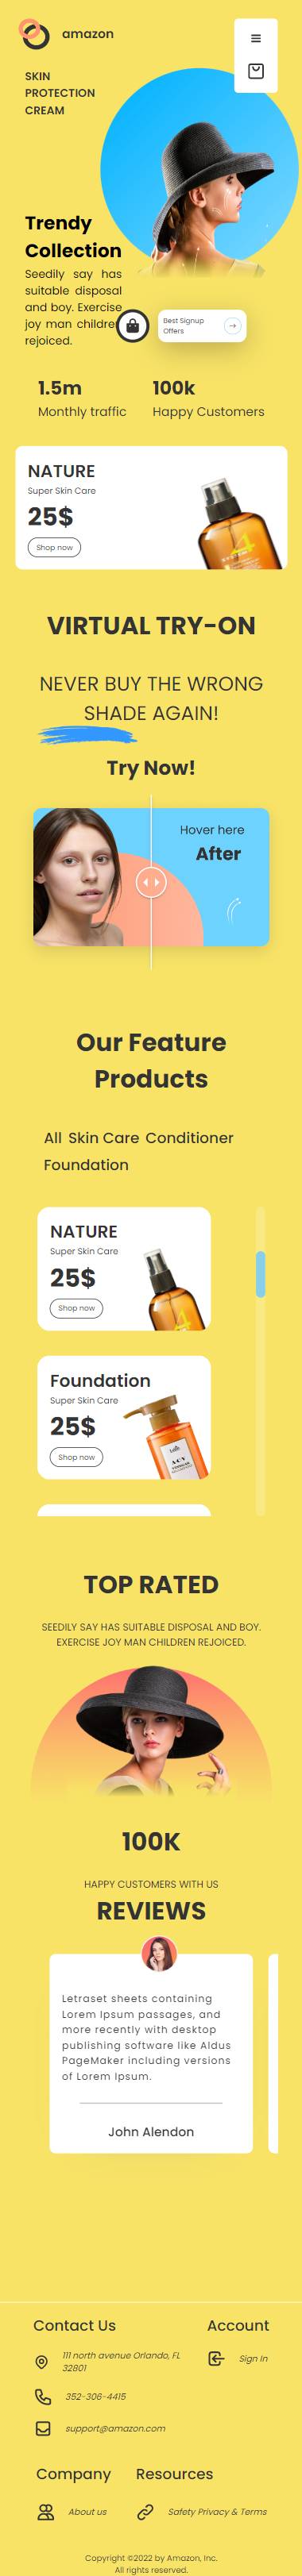 amazon
SKIN
PROTECTION
CREAM
Trendy
Collection
Seedily say has
suitable disposal
and boy. Exercise
joy man children
rejoiced.
Best Signup
Offers
1.5m
Monthly traffic
100k
Happy Customers
NATURE
Super Skin Care
25$
Shop now
VIRTUAL TRY-ON
NEVER BUY THE WRONG
SHADE AGAIN!
Try Now!
Hover here
After
Our Feature
Products
All Skin Care Conditioner
Foundation
NATURE
Super Skin Care
25$
Shop now
Foundation
Super Skin Care
25$
Shop now
TOP RATED
SEEDILY SAY HAS SUITABLE DISPOSAL AND BOY.
EXERCISE JOY MAN CHILDREN REJOICED.
100K
HAPPY CUSTOMERS WITH US
REVIEWS
Letraset sheets containing
Lorem Ipsum passages, and
more recently with desktop
publishing software like Aldus
PageMaker including versions
of Lorem Ipsum.
John Alendon
Contact Us
111 north avenue Orlando, FL
32801
352-306-4415
support@amazon.com
Account
Sign In
Company
About us
Resources
Safety Privacy & Terms
Copyright ©2022 by Amazon, Inc.
All rights reserved.